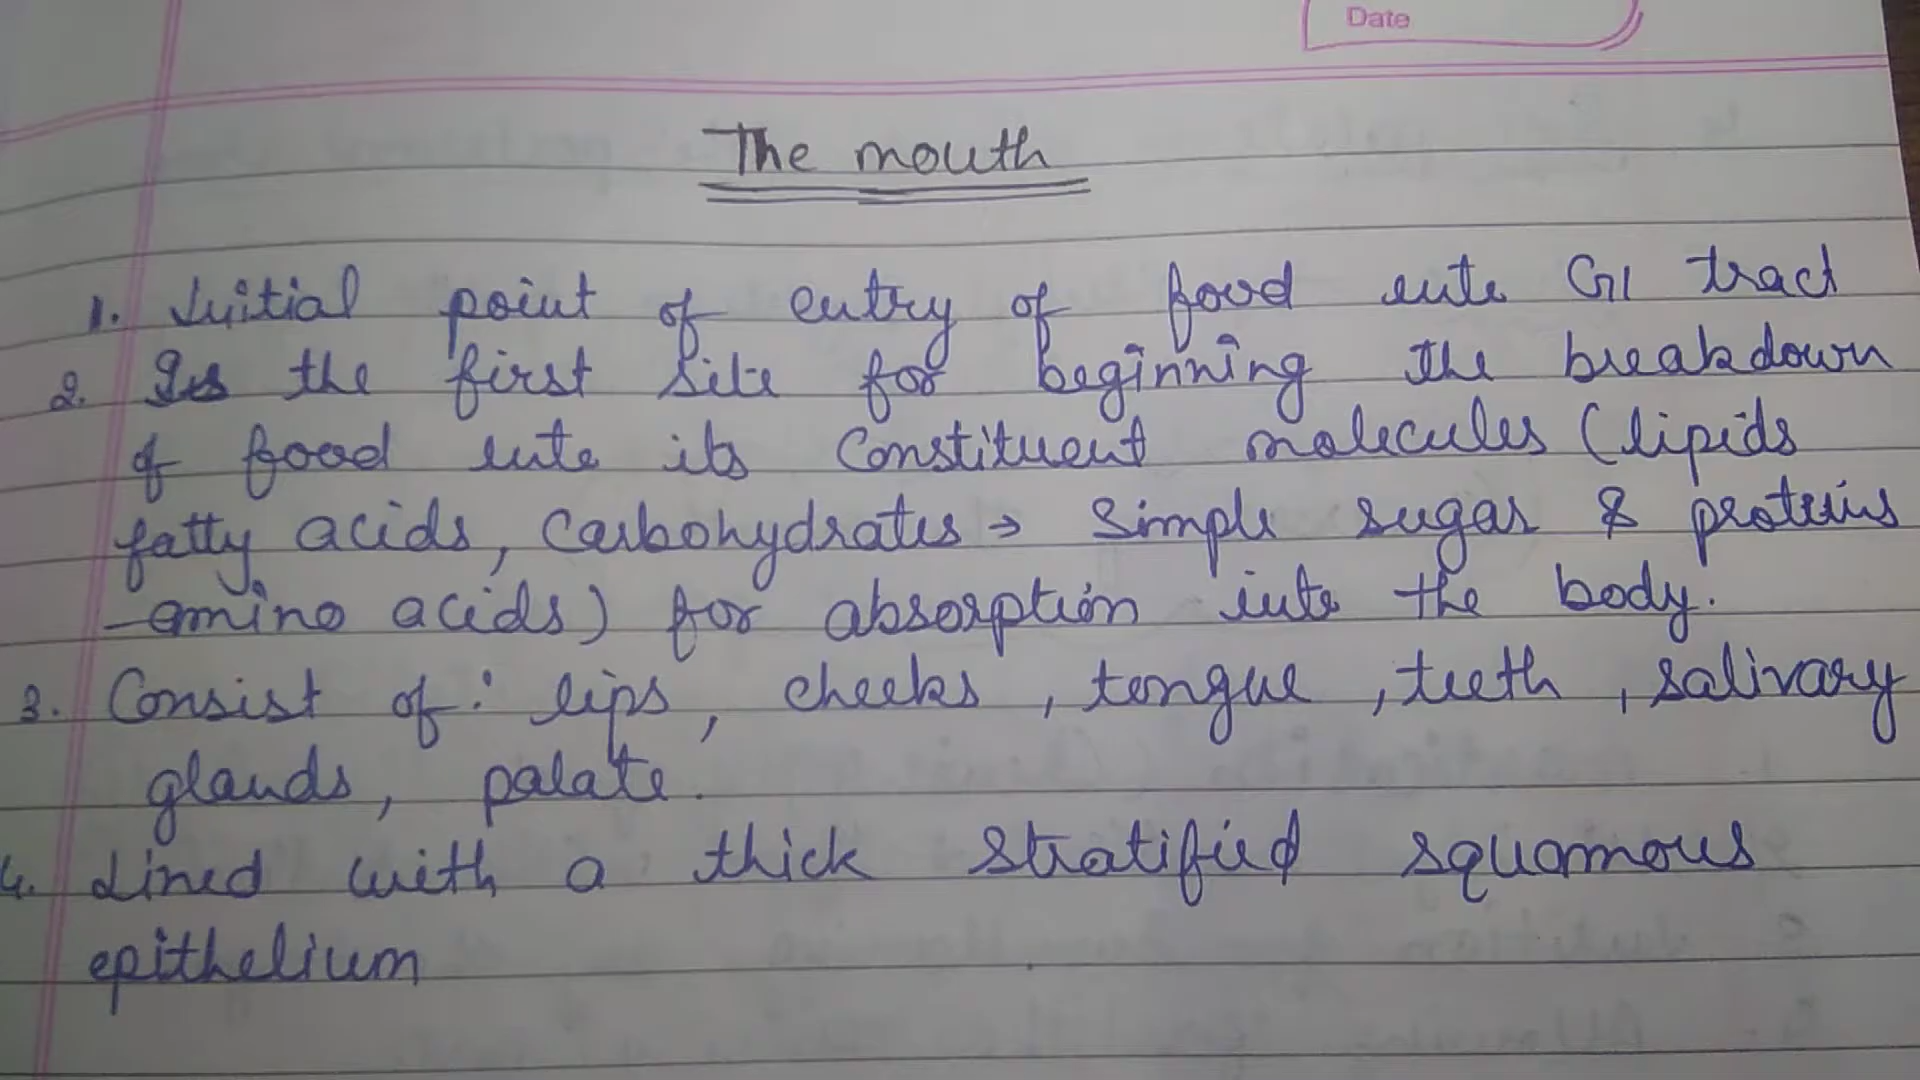 Date
The mouth
1. Initial point of entry of food into GI tract
2. Is the first site for beginning the breakdown
of food into its constituent molecules (lipids
fatty acids, Carbohydrates → simple sugar & proteins
-amino acids) for absorption into the body.
3. Consist of: lips, cheeks, tongue, teeth, salivary
glands, palate.
4. Lined with a thick stratified squamous
epithelium